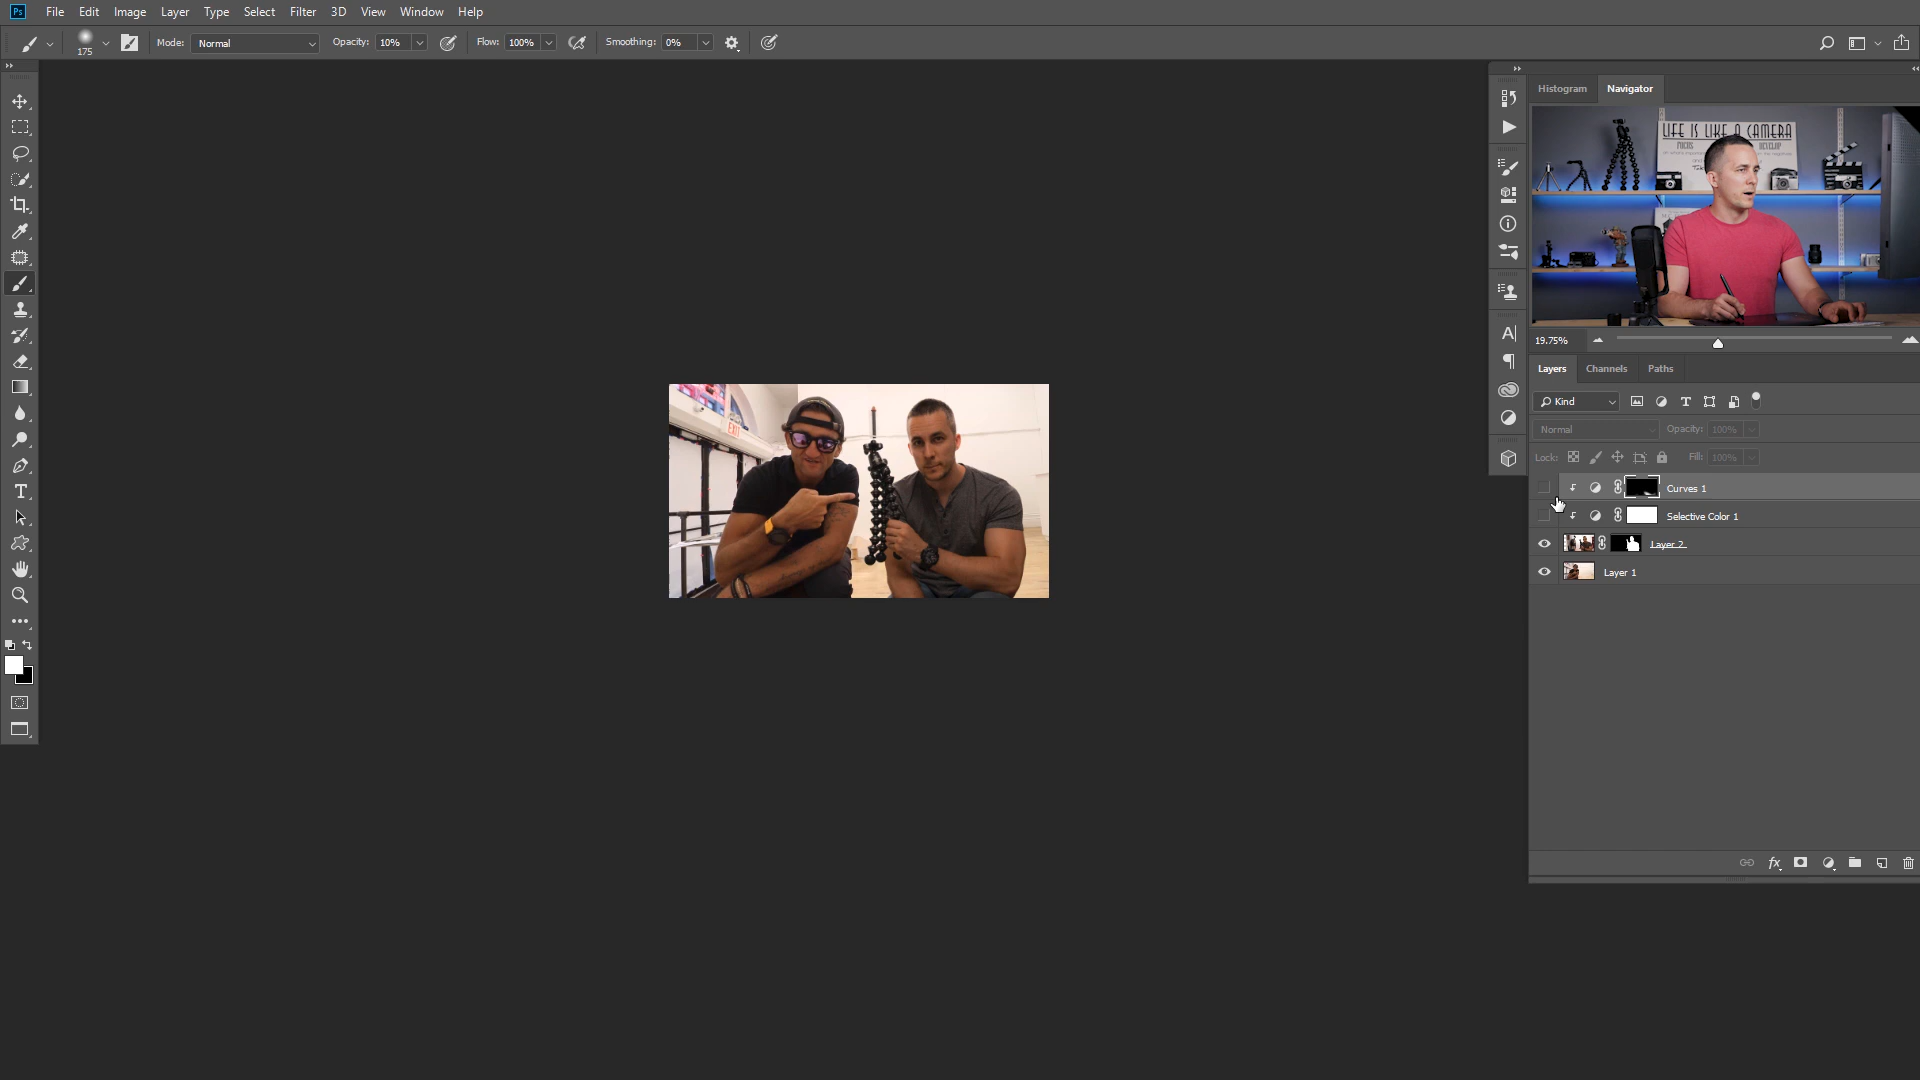 Ps File Edit Image Layer Type Select Filter 3D View Window Help
175 Mode: Normal Opacity: 10% Flow: 100% Smoothing: 0%
Histogram Navigator
LIFE IS LIKE A CAMERA
19.75%
Layers Channels Paths
Kind
Normal Opacity: 100%
Lock: Fill: 100%
Curves 1
Selective Color 1
Layer 2
Layer 1
EXIT